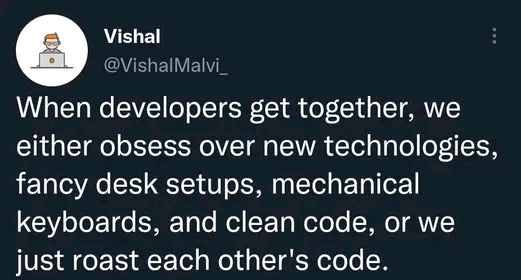 Vishal
@VishalMalvi_
When developers get together, we
either obsess over new technologies,
fancy desk setups, mechanical
keyboards, and clean code, or we
just roast each other's code.